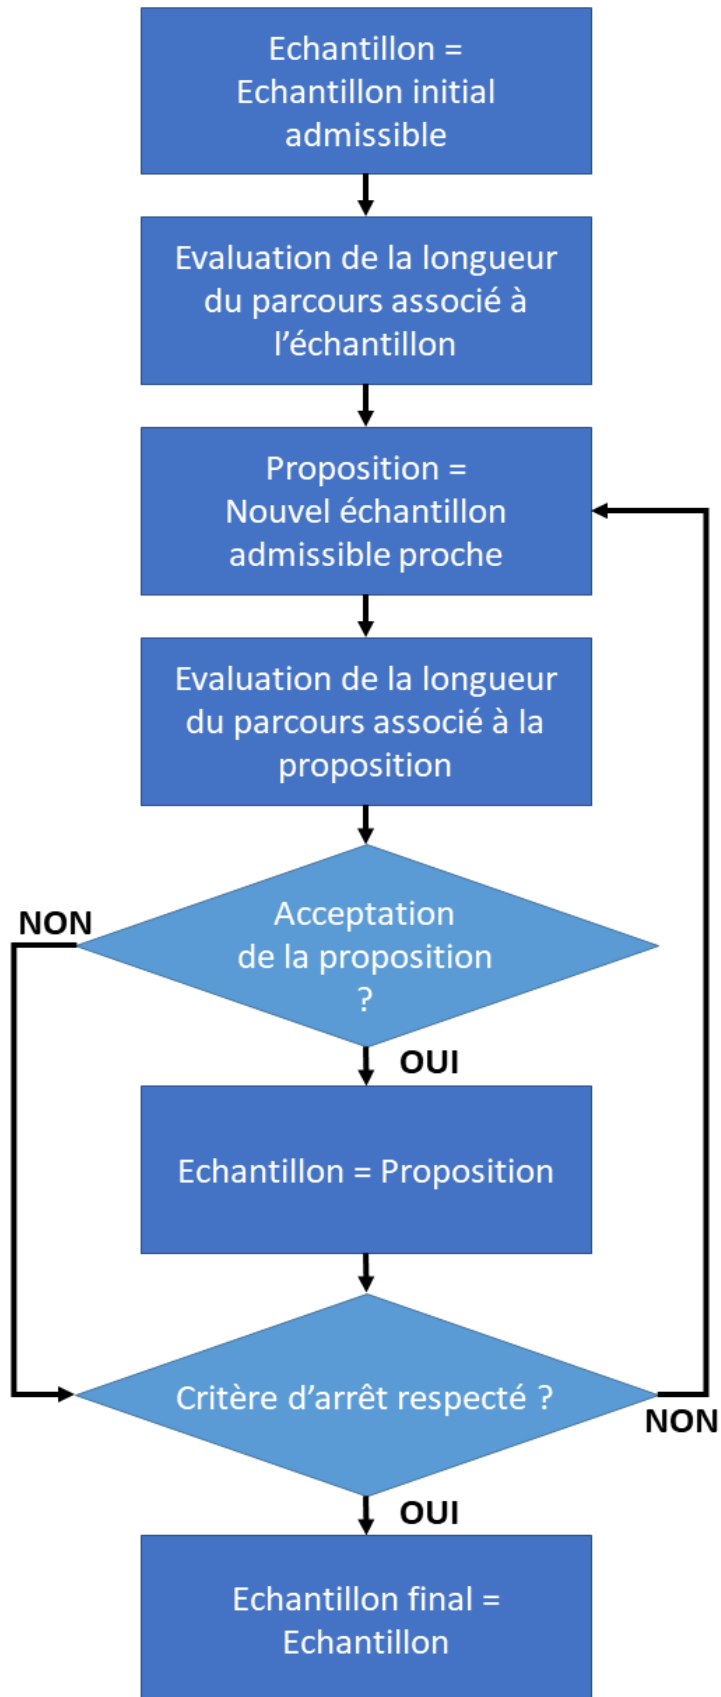 Echantillon =
Echantillon initial
admissible
Evaluation de la longueur
du parcours associé à
l’échantillon
Proposition =
Nouvel échantillon
admissible proche
Evaluation de la longueur
du parcours associé à la
proposition
NON
Acceptation
de la proposition
?
OUI
Echantillon = Proposition
Critère d’arrêt respecté ?
NON
OUI
Echantillon final =
Echantillon